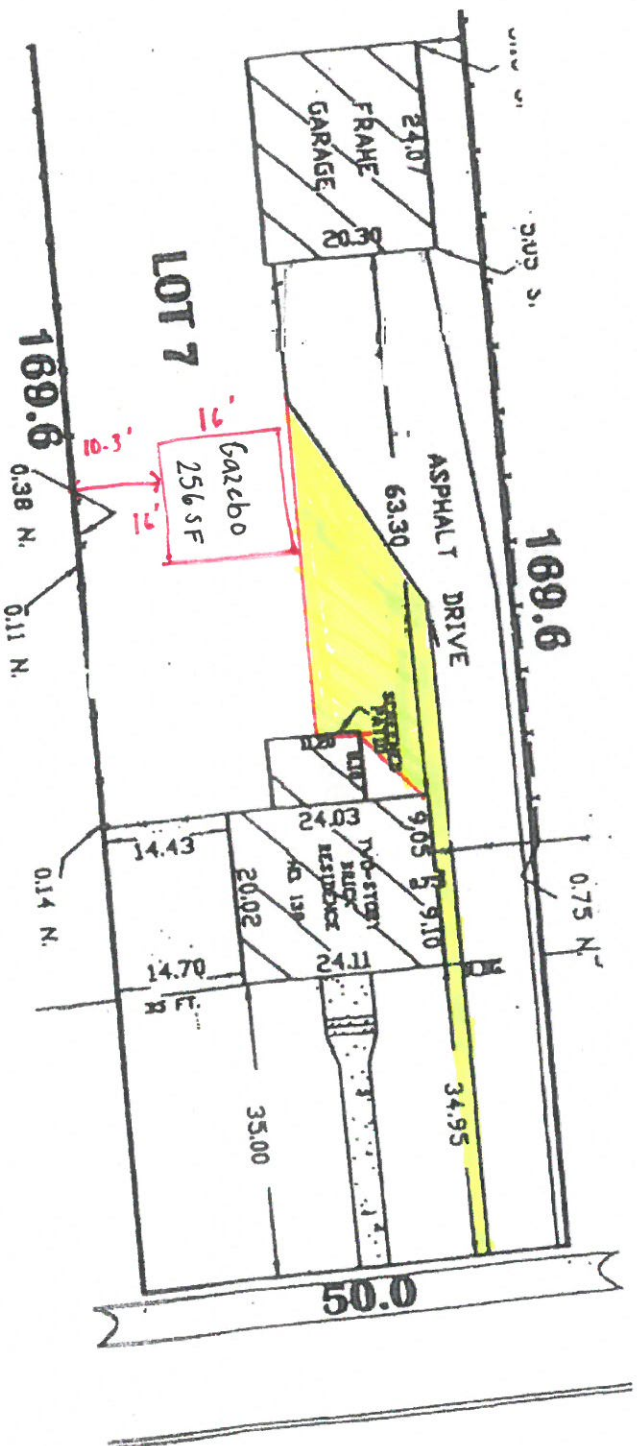 FRAME
GARAGE
24.07
20.30
LOT 7
169.6
ASPHALT DRIVE
63.30
169.6
16'
Gazebo
256 SF
16'
10-3'
0.38 N.
0.11 N.
SCREENED
PATIO
24.03
9.05
9.10
TWO-STORY
BRICK
RESIDENCE
20.02
24.11
14.43
14.70
0.14 N.
0.75 N.
35 FT.
34.95
35.00
50.0